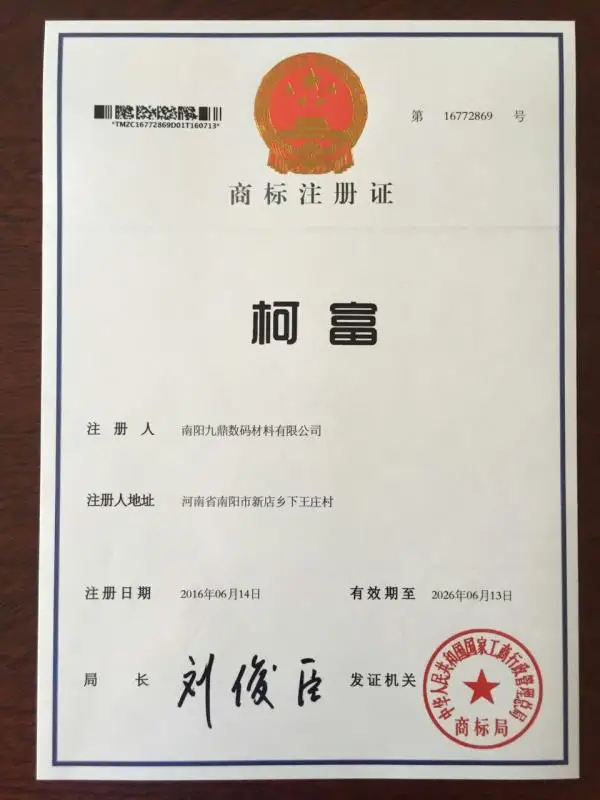 *TMZC16772869D01T160713*
第 16772869 号
商标注册证
柯富
注册人 南阳九鼎数码材料有限公司
注册人地址 河南省南阳市新店乡下王庄村
注册日期 2016年06月14日 有效期至 2026年06月13日
局长 刘俊臣 发证机关
中华人民共和国国家工商行政管理总局
商标局